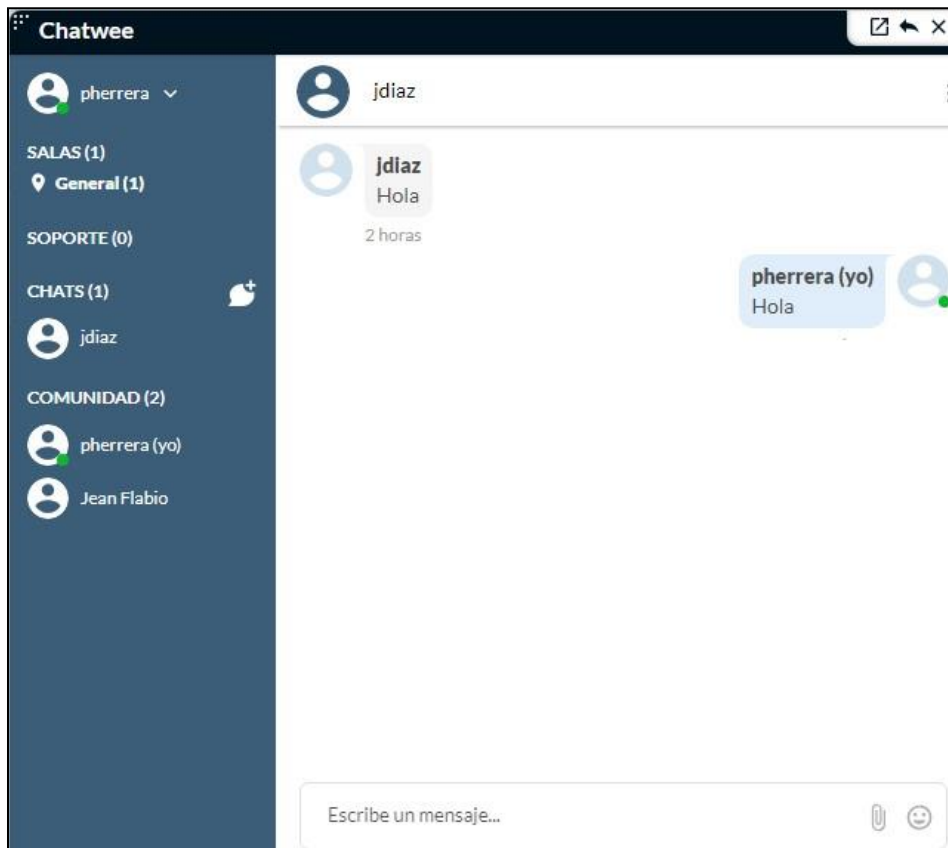 Chatwee
pherrera
SALAS (1)
General (1)
SOPORTE (0)
CHATS (1)
jdiaz
COMUNIDAD (2)
pherrera (yo)
Jean Flabio
jdiaz
jdiaz
Hola
2 horas
pherrera (yo)
Hola
Escribe un mensaje...